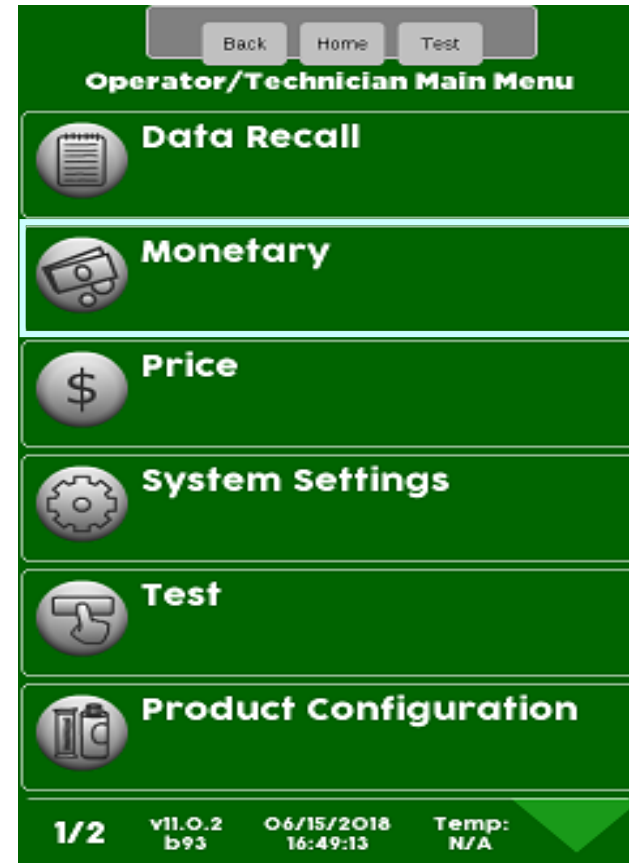 Back Home Test
Operator/Technician Main Menu
Data Recall
Monetary
$ Price
System Settings
Test
Product Configuration
1/2 v11.0.2 06/15/2018 Temp:
b93 16:49:13 N/A